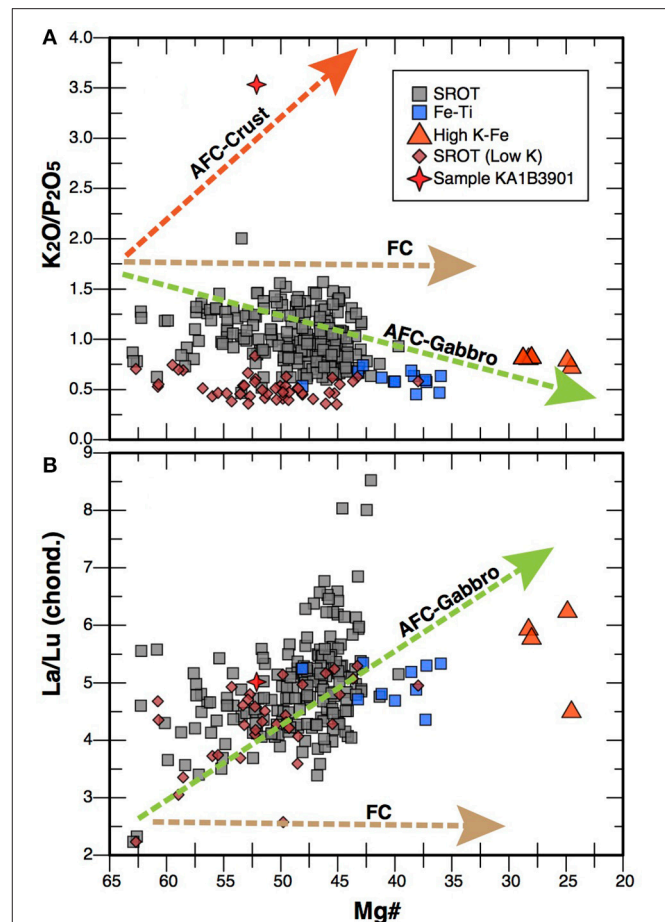 A
K2O/P2O5
4.0
3.5
3.0
2.5
2.0
1.5
1.0
0.5
0.0
AFC-Crust
SROT
Fe-Ti
High K-Fe
SROT (Low K)
Sample KA1B3901
FC
AFC-Gabbro
B
La/Lu (chond.)
9
8
7
6
5
4
3
2
AFC-Gabbro
FC
65 60 55 50 45 40 35 30 25 20
Mg#